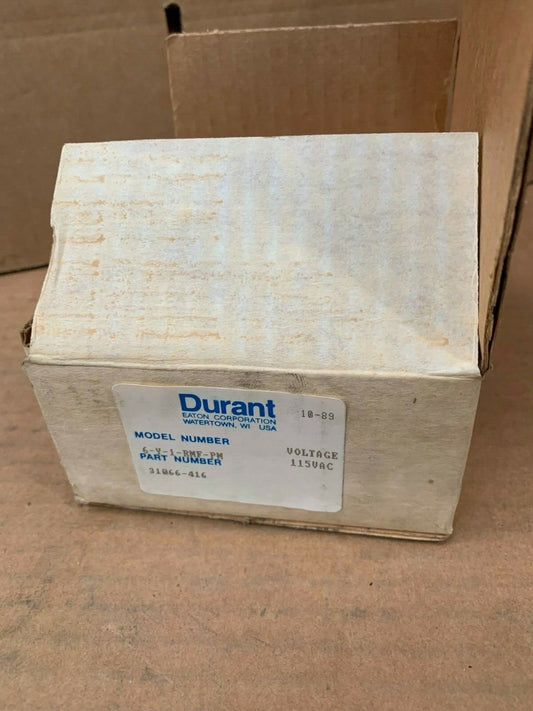 Durant 10-89
EATON CORPORATION
WATERTOWN, WI USA
MODEL NUMBER
6-Y-1-RMF-PM VOLTAGE
PART NUMBER 115VAC
31066-416